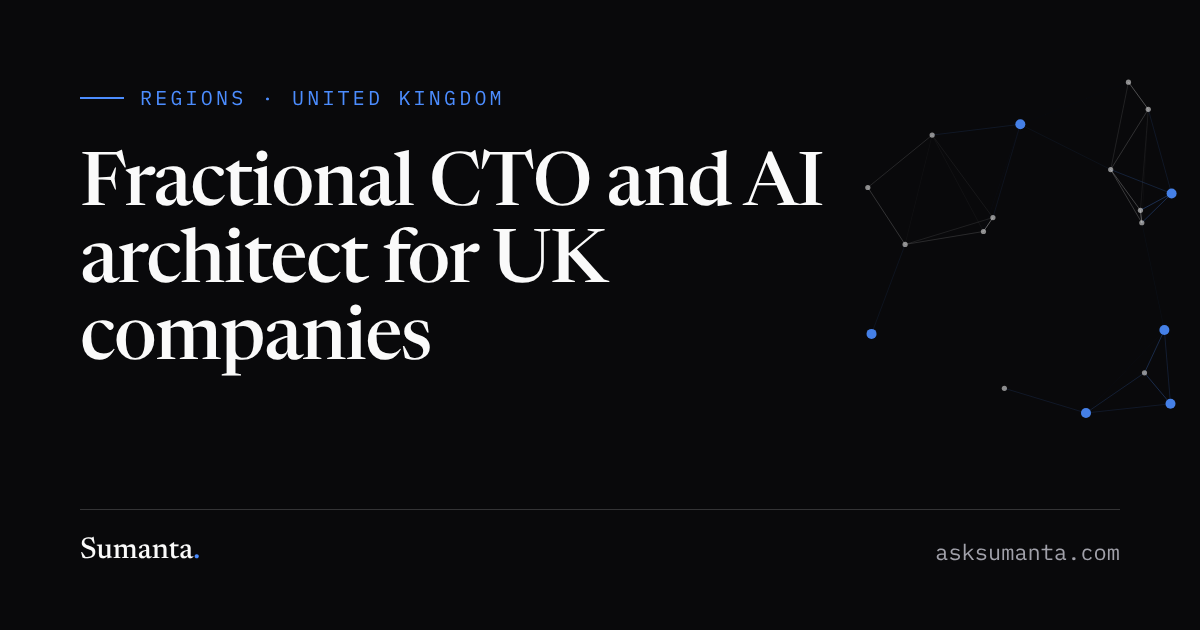 REGIONS · UNITED KINGDOM
Fractional CTO and AI
architect for UK
companies
Sumanta.
asksumanta.com